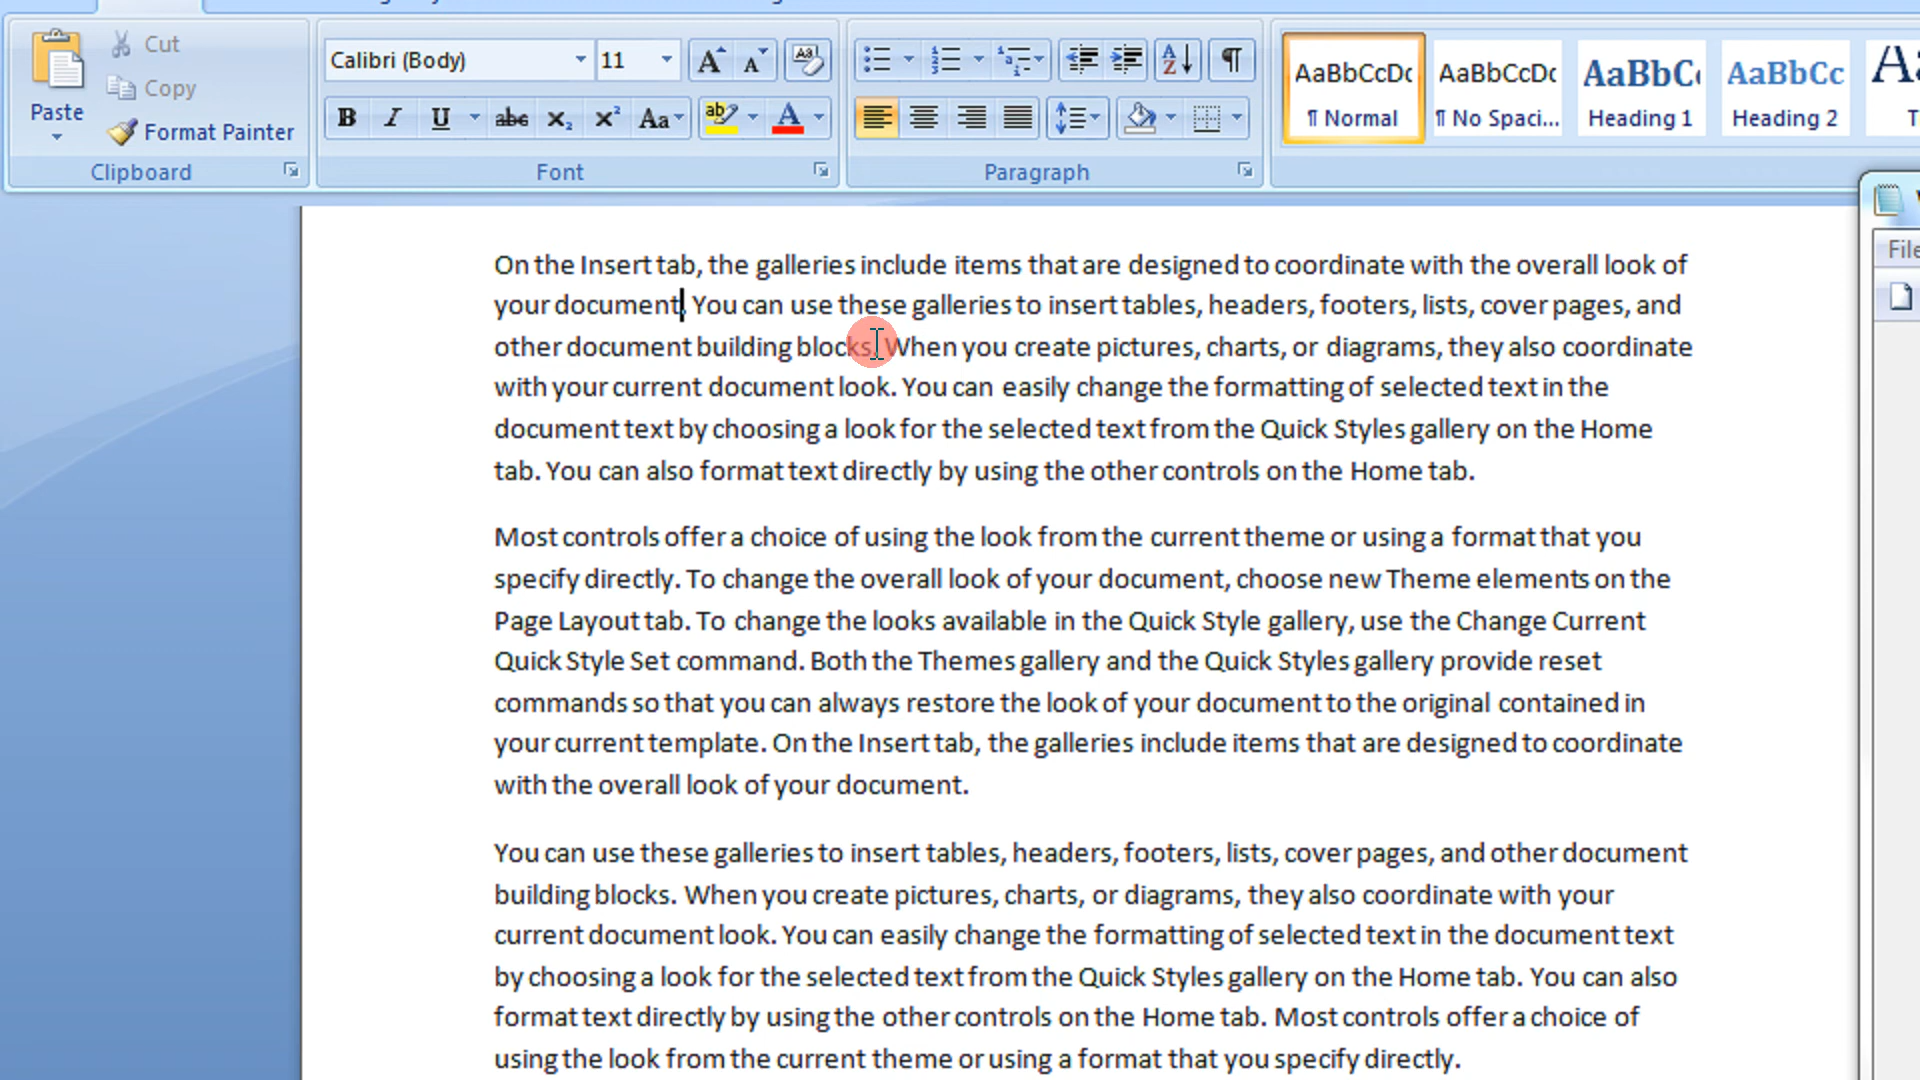 Cut
Copy
Paste
Format Painter
Clipboard
Calibri (Body) 11
B I U abc x₂ x² Aa ab A
Font
A Z ¶
Paragraph
AaBbCcDc AaBbCcDc AaBbC AaBbCc
¶ Normal ¶ No Spaci... Heading 1 Heading 2
File
On the Insert tab, the galleries include items that are designed to coordinate with the overall look of
your document. You can use these galleries to insert tables, headers, footers, lists, cover pages, and
other document building blocks. When you create pictures, charts, or diagrams, they also coordinate
with your current document look. You can easily change the formatting of selected text in the
document text by choosing a look for the selected text from the Quick Styles gallery on the Home
tab. You can also format text directly by using the other controls on the Home tab.
Most controls offer a choice of using the look from the current theme or using a format that you
specify directly. To change the overall look of your document, choose new Theme elements on the
Page Layout tab. To change the looks available in the Quick Style gallery, use the Change Current
Quick Style Set command. Both the Themes gallery and the Quick Styles gallery provide reset
commands so that you can always restore the look of your document to the original contained in
your current template. On the Insert tab, the galleries include items that are designed to coordinate
with the overall look of your document.
You can use these galleries to insert tables, headers, footers, lists, cover pages, and other document
building blocks. When you create pictures, charts, or diagrams, they also coordinate with your
current document look. You can easily change the formatting of selected text in the document text
by choosing a look for the selected text from the Quick Styles gallery on the Home tab. You can also
format text directly by using the other controls on the Home tab. Most controls offer a choice of
using the look from the current theme or using a format that you specify directly.